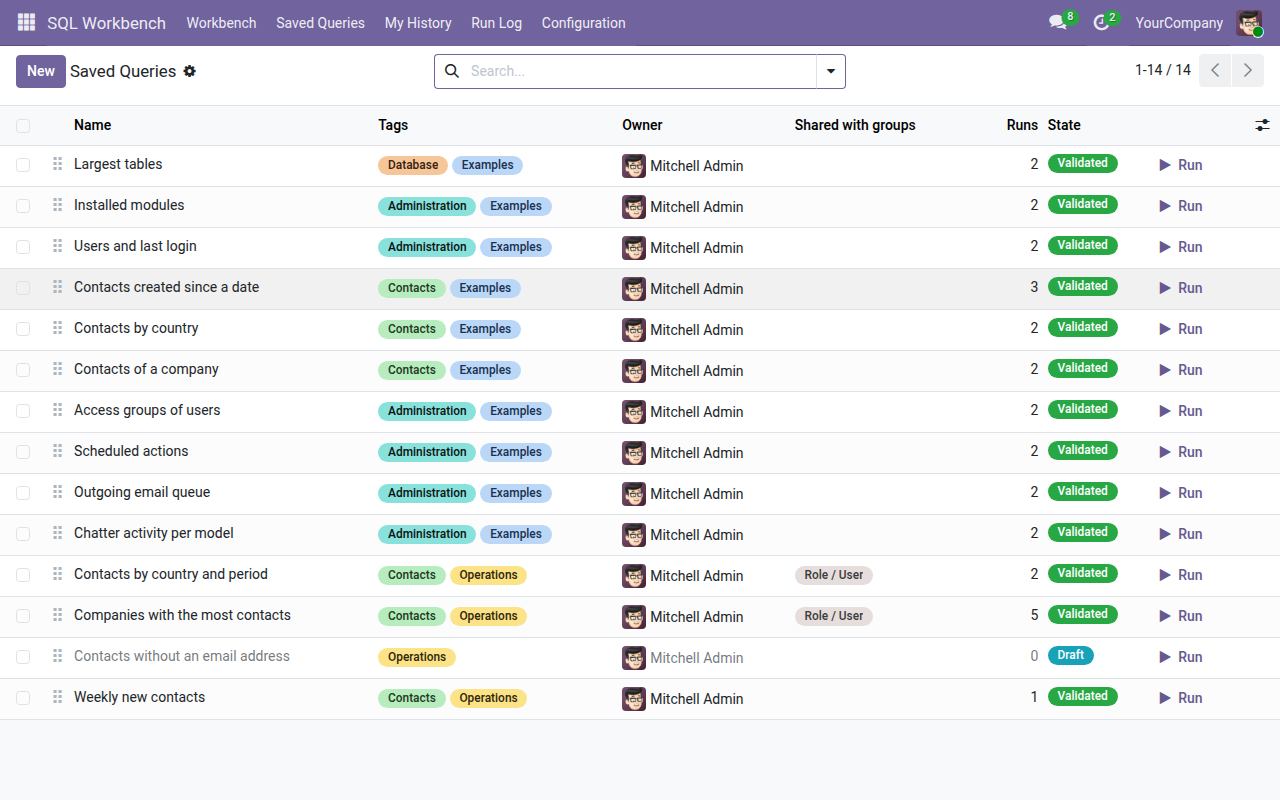 SQL Workbench Workbench Saved Queries My History Run Log Configuration 8 2 YourCompany
New Saved Queries Search... 1-14 / 14
Name Tags Owner Shared with groups Runs State
Largest tables Database Examples Mitchell Admin 2 Validated Run
Installed modules Administration Examples Mitchell Admin 2 Validated Run
Users and last login Administration Examples Mitchell Admin 2 Validated Run
Contacts created since a date Contacts Examples Mitchell Admin 3 Validated Run
Contacts by country Contacts Examples Mitchell Admin 2 Validated Run
Contacts of a company Contacts Examples Mitchell Admin 2 Validated Run
Access groups of users Administration Examples Mitchell Admin 2 Validated Run
Scheduled actions Administration Examples Mitchell Admin 2 Validated Run
Outgoing email queue Administration Examples Mitchell Admin 2 Validated Run
Chatter activity per model Administration Examples Mitchell Admin 2 Validated Run
Contacts by country and period Contacts Operations Mitchell Admin Role / User 2 Validated Run
Companies with the most contacts Contacts Operations Mitchell Admin Role / User 5 Validated Run
Contacts without an email address Operations Mitchell Admin 0 Draft Run
Weekly new contacts Contacts Operations Mitchell Admin 1 Validated Run